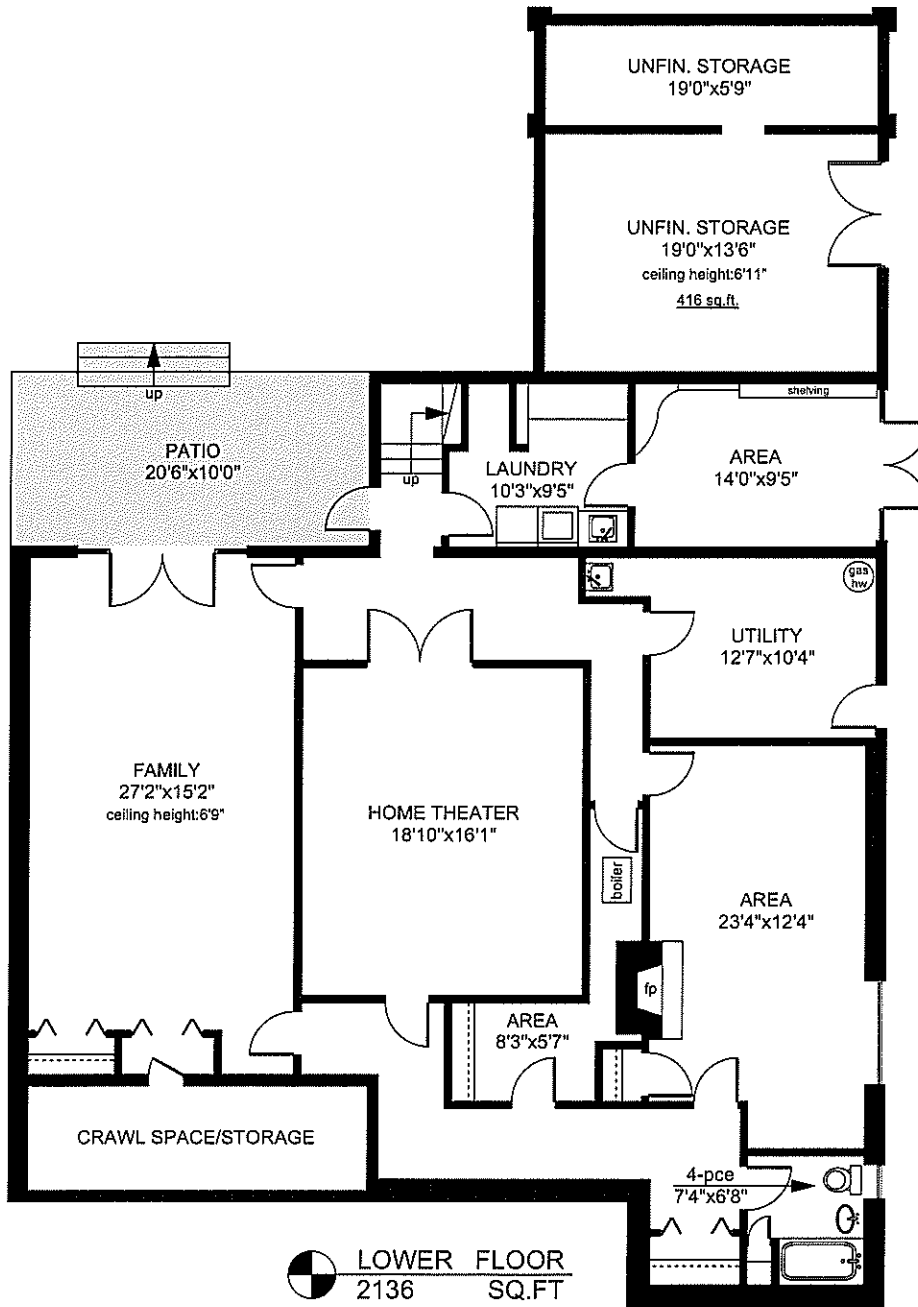 UNFIN. STORAGE
19'0"x5'9"
UNFIN. STORAGE
19'0"x13'6"
ceiling height:6'11"
416 sq.ft.
up
PATIO
20'6"x10'0"
up
LAUNDRY
10'3"x9'5"
shelving
AREA
14'0"x9'5"
gas
hw
UTILITY
12'7"x10'4"
FAMILY
27'2"x15'2"
ceiling height:6'9"
HOME THEATER
18'10"x16'1"
boiler
AREA
23'4"x12'4"
fp
AREA
8'3"x5'7"
CRAWL SPACE/STORAGE
4-pce
7'4"x6'8"
LOWER FLOOR
2136 SQ.FT